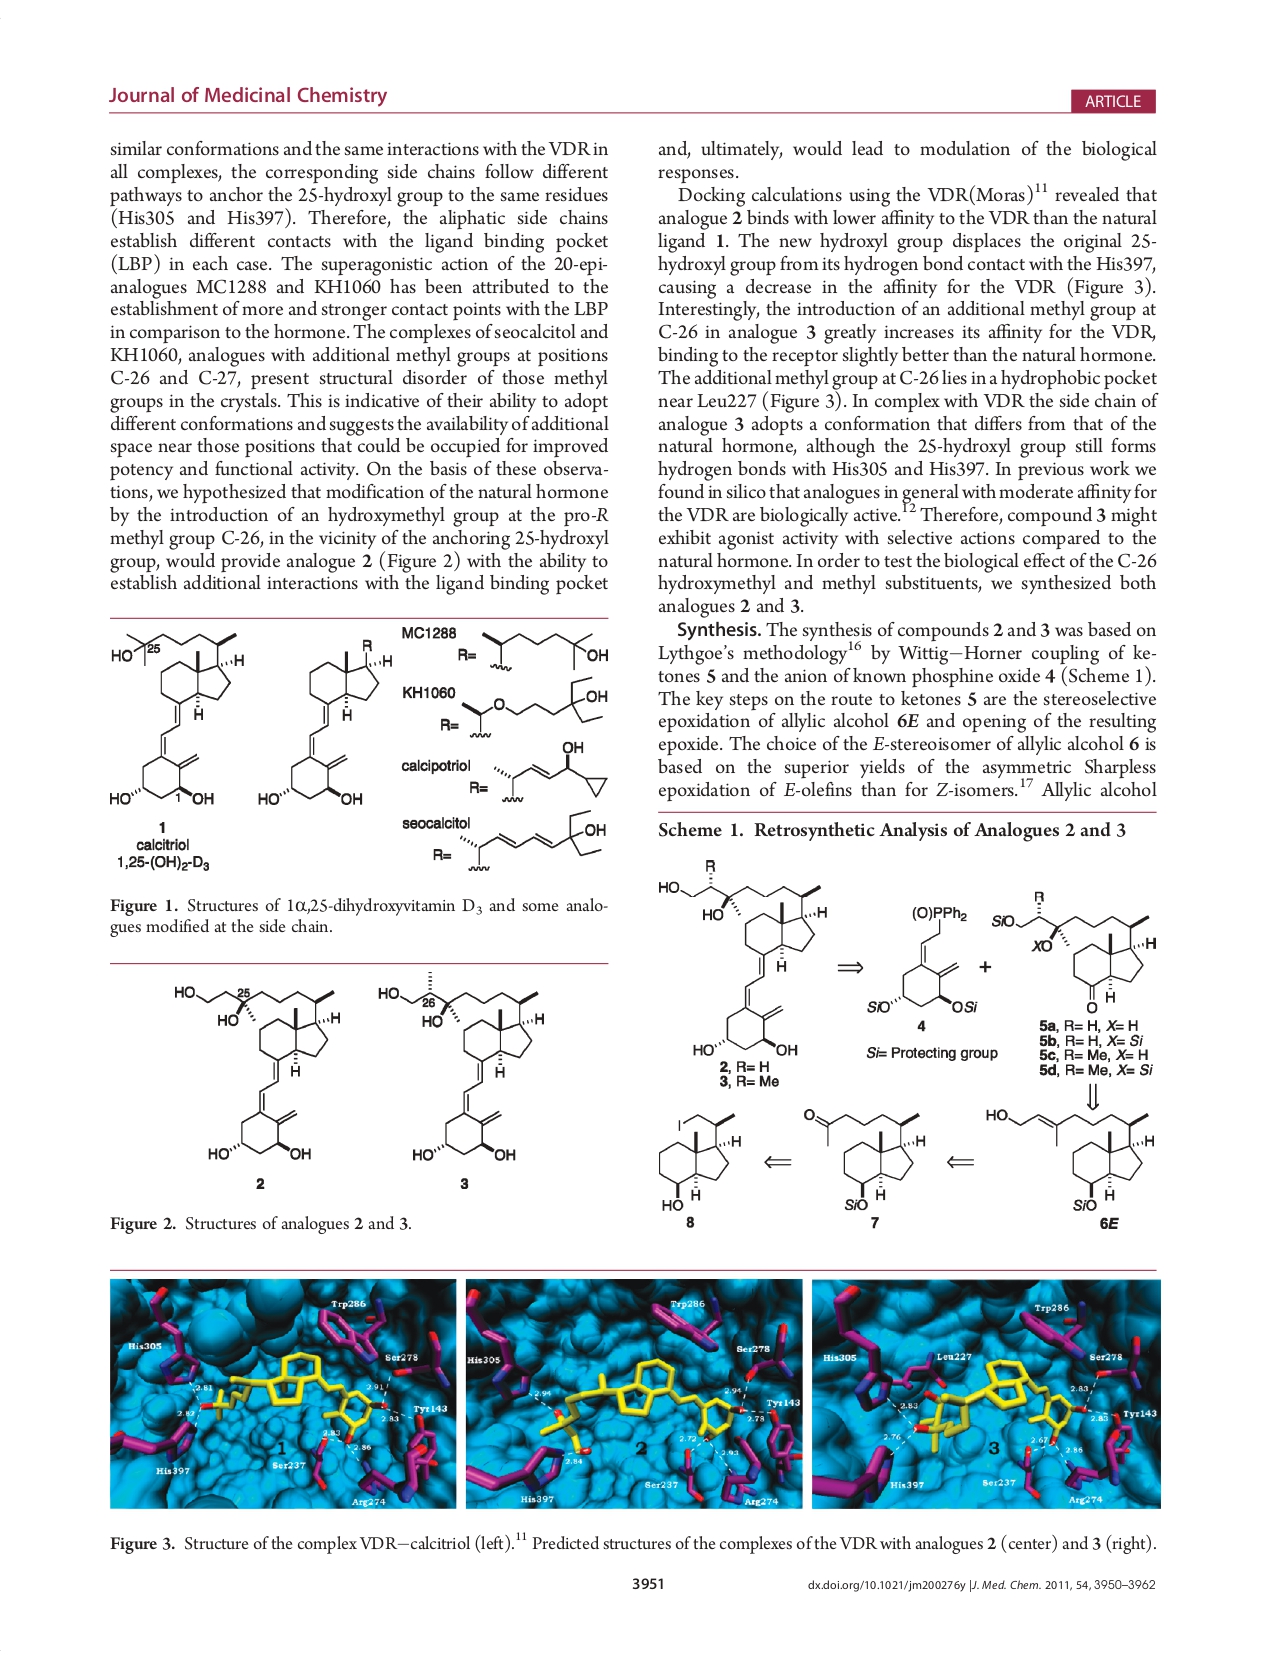 Journal of Medicinal Chemistry
ARTICLE
similar conformations and the same interactions with the VDR in
all complexes, the corresponding side chains follow different
pathways to anchor the 25-hydroxyl group to the same residues
(His305 and His397). Therefore, the aliphatic side chains
establish different contacts with the ligand binding pocket
(LBP) in each case. The superagonistic action of the 20-epi-
analogues MC1288 and KH1060 has been attributed to the
establishment of more and stronger contact points with the LBP
in comparison to the hormone. The complexes of seocalcitol and
KH1060, analogues with additional methyl groups at positions
C-26 and C-27, present structural disorder of those methyl
groups in the crystals. This is indicative of their ability to adopt
different conformations and suggests the availability of additional
space near those positions that could be occupied for improved
potency and functional activity. On the basis of these observa-
tions, we hypothesized that modification of the natural hormone
by the introduction of an hydroxymethyl group at the pro-R
methyl group C-26, in the vicinity of the anchoring 25-hydroxyl
group, would provide analogue 2 (Figure 2) with the ability to
establish additional interactions with the ligand binding pocket
HO
25
H
H
HO
1
OH
1
calcitriol
1,25-(OH)2-D3
R
H
H
HO
OH
MC1288
R=
OH
KH1060
O
OH
R=
calcipotriol
OH
R=
seocalcitol
OH
R=
Figure 1. Structures of 1α,25-dihydroxyvitamin D3 and some analo-
gues modified at the side chain.
HO
25
HO
H
H
HO
OH
2
HO
26
HO
H
H
HO
OH
3
Figure 2. Structures of analogues 2 and 3.
and, ultimately, would lead to modulation of the biological
responses.
Docking calculations using the VDR(Moras)11 revealed that
analogue 2 binds with lower affinity to the VDR than the natural
ligand 1. The new hydroxyl group displaces the original 25-
hydroxyl group from its hydrogen bond contact with the His397,
causing a decrease in the affinity for the VDR (Figure 3).
Interestingly, the introduction of an additional methyl group at
C-26 in analogue 3 greatly increases its affinity for the VDR,
binding to the receptor slightly better than the natural hormone.
The additional methyl group at C-26 lies in a hydrophobic pocket
near Leu227 (Figure 3). In complex with VDR the side chain of
analogue 3 adopts a conformation that differs from that of the
natural hormone, although the 25-hydroxyl group still forms
hydrogen bonds with His305 and His397. In previous work we
found in silico that analogues in general with moderate affinity for
the VDR are biologically active.12 Therefore, compound 3 might
exhibit agonist activity with selective actions compared to the
natural hormone. In order to test the biological effect of the C-26
hydroxymethyl and methyl substituents, we synthesized both
analogues 2 and 3.
Synthesis. The synthesis of compounds 2 and 3 was based on
Lythgoe's methodology16 by Wittig−Horner coupling of ke-
tones 5 and the anion of known phosphine oxide 4 (Scheme 1).
The key steps on the route to ketones 5 are the stereoselective
epoxidation of allylic alcohol 6E and opening of the resulting
epoxide. The choice of the E-stereoisomer of allylic alcohol 6 is
based on the superior yields of the asymmetric Sharpless
epoxidation of E-olefins than for Z-isomers.17 Allylic alcohol
Scheme 1. Retrosynthetic Analysis of Analogues 2 and 3
R
HO
HO
H
H
HO
OH
2, R= H
3, R= Me
⇒
(O)PPh2
SiO
OSi
4
Si= Protecting group
+
R
SiO
XO
H
H
O
5a, R= H, X= H
5b, R= H, X= Si
5c, R= Me, X= H
5d, R= Me, X= Si
⇓
I
H
H
HO
8
⇐
O
H
H
SiO
7
⇐
HO
H
H
SiO
6E
Trp286
His305
Ser278
2.81
2.91
2.82
2.83
Tyr143
2.83
2.86
1
His397
Ser237
Arg274
Trp286
Ser278
His305
2.94
2.94
Tyr143
2.78
2.72
2.93
2
2.84
Ser237
His397
Arg274
Trp286
His305
Leu227
Ser278
2.83
2.83
2.83
Tyr143
2.76
2.67
2.86
3
His397
Ser237
Arg274
Figure 3. Structure of the complex VDR−calcitriol (left).11 Predicted structures of the complexes of the VDR with analogues 2 (center) and 3 (right).
3951
dx.doi.org/10.1021/jm200276y |J. Med. Chem. 2011, 54, 3950–3962